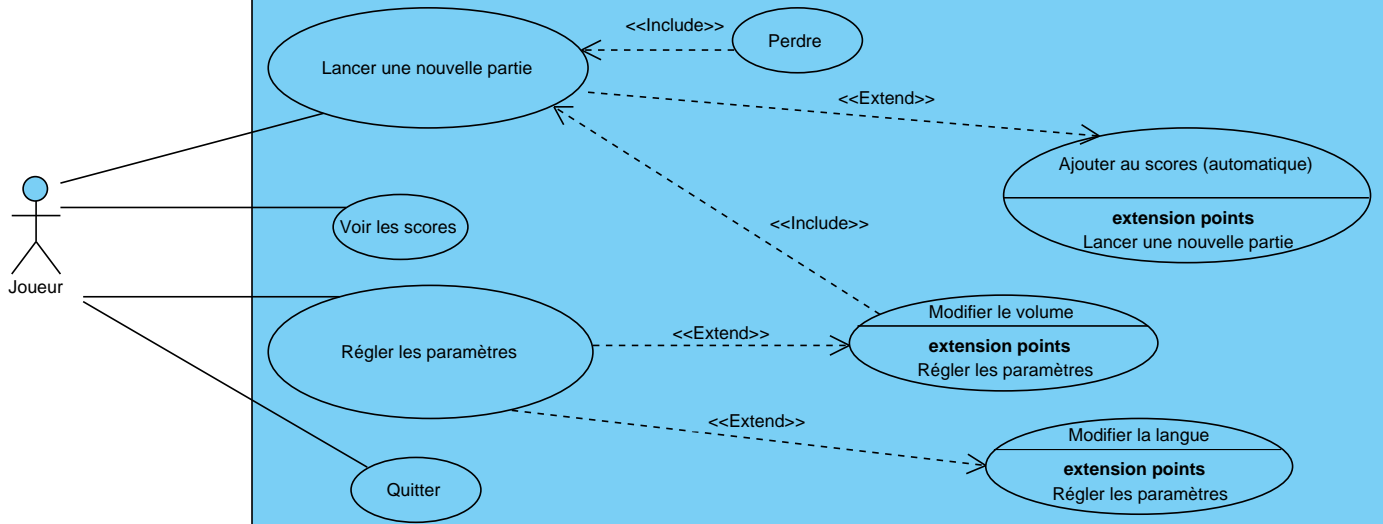 <<Include>>
Perdre
Lancer une nouvelle partie
<<Extend>>
Ajouter au scores (automatique)
extension points
Lancer une nouvelle partie
Voir les scores
<<Include>>
Joueur
Modifier le volume
<<Extend>>
extension points
Régler les paramètres
Régler les paramètres
<<Extend>>
Modifier la langue
extension points
Régler les paramètres
Quitter